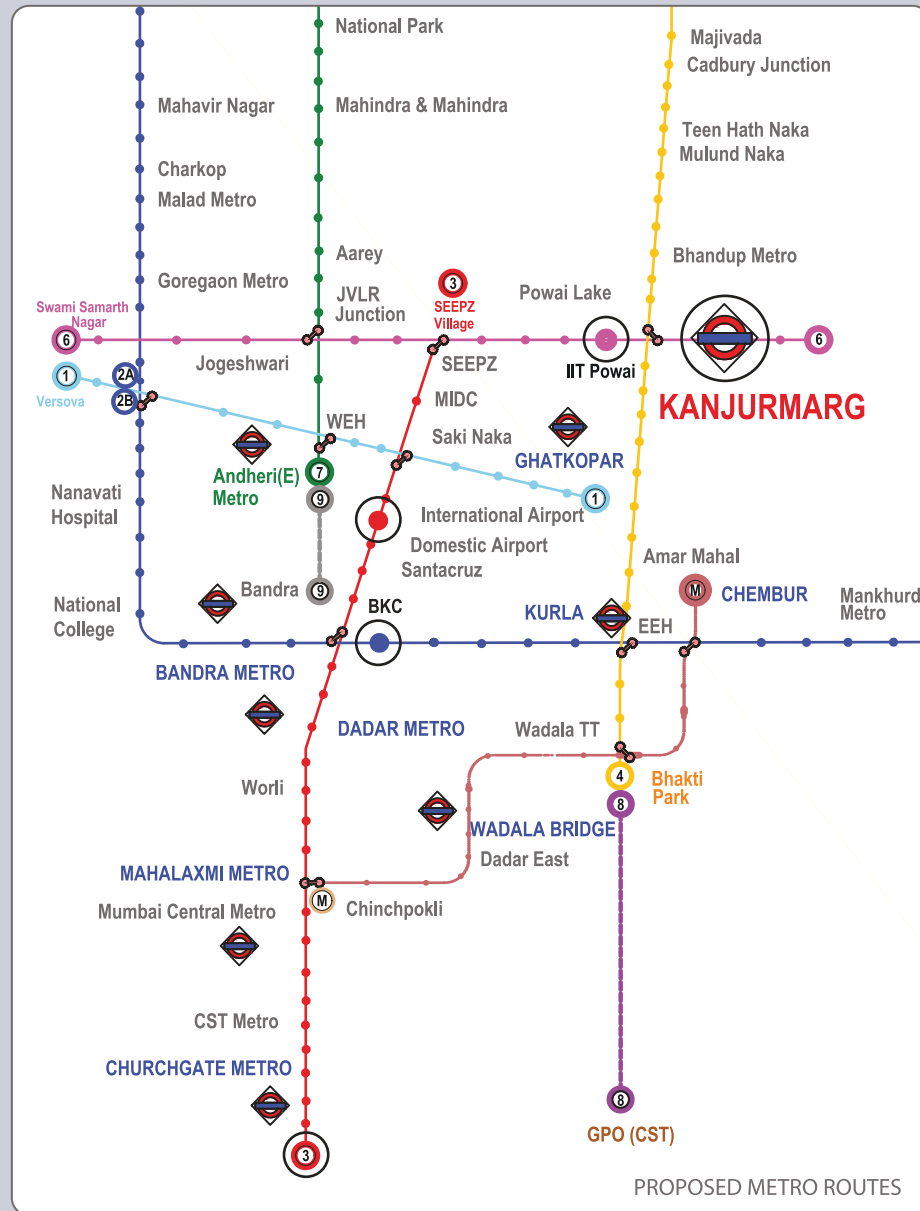 National Park
Majivada
Cadbury Junction
Mahavir Nagar
Mahindra & Mahindra
Teen Hath Naka
Mulund Naka
Charkop
Malad Metro
Aarey
Bhandup Metro
Goregaon Metro
3
SEEPZ
Village
Powai Lake
Swami Samarth
Nagar
JVLR
Junction
6
6
Jogeshwari
SEEPZ
IIT Powai
1
Versova
2A
2B
MIDC
KANJURMARG
WEH
Saki Naka
GHATKOPAR
Andheri(E)
Metro
7
9
1
Nanavati
Hospital
International Airport
Domestic Airport
Santacruz
Amar Mahal
Bandra
9
M
CHEMBUR
Mankhurd
Metro
National
College
BKC
KURLA
EEH
BANDRA METRO
DADAR METRO
Wadala TT
Worli
4
Bhakti
Park
8
WADALA BRIDGE
Dadar East
MAHALAXMI METRO
M
Chinchpokli
Mumbai Central Metro
CST Metro
CHURCHGATE METRO
8
GPO (CST)
3
PROPOSED METRO ROUTES